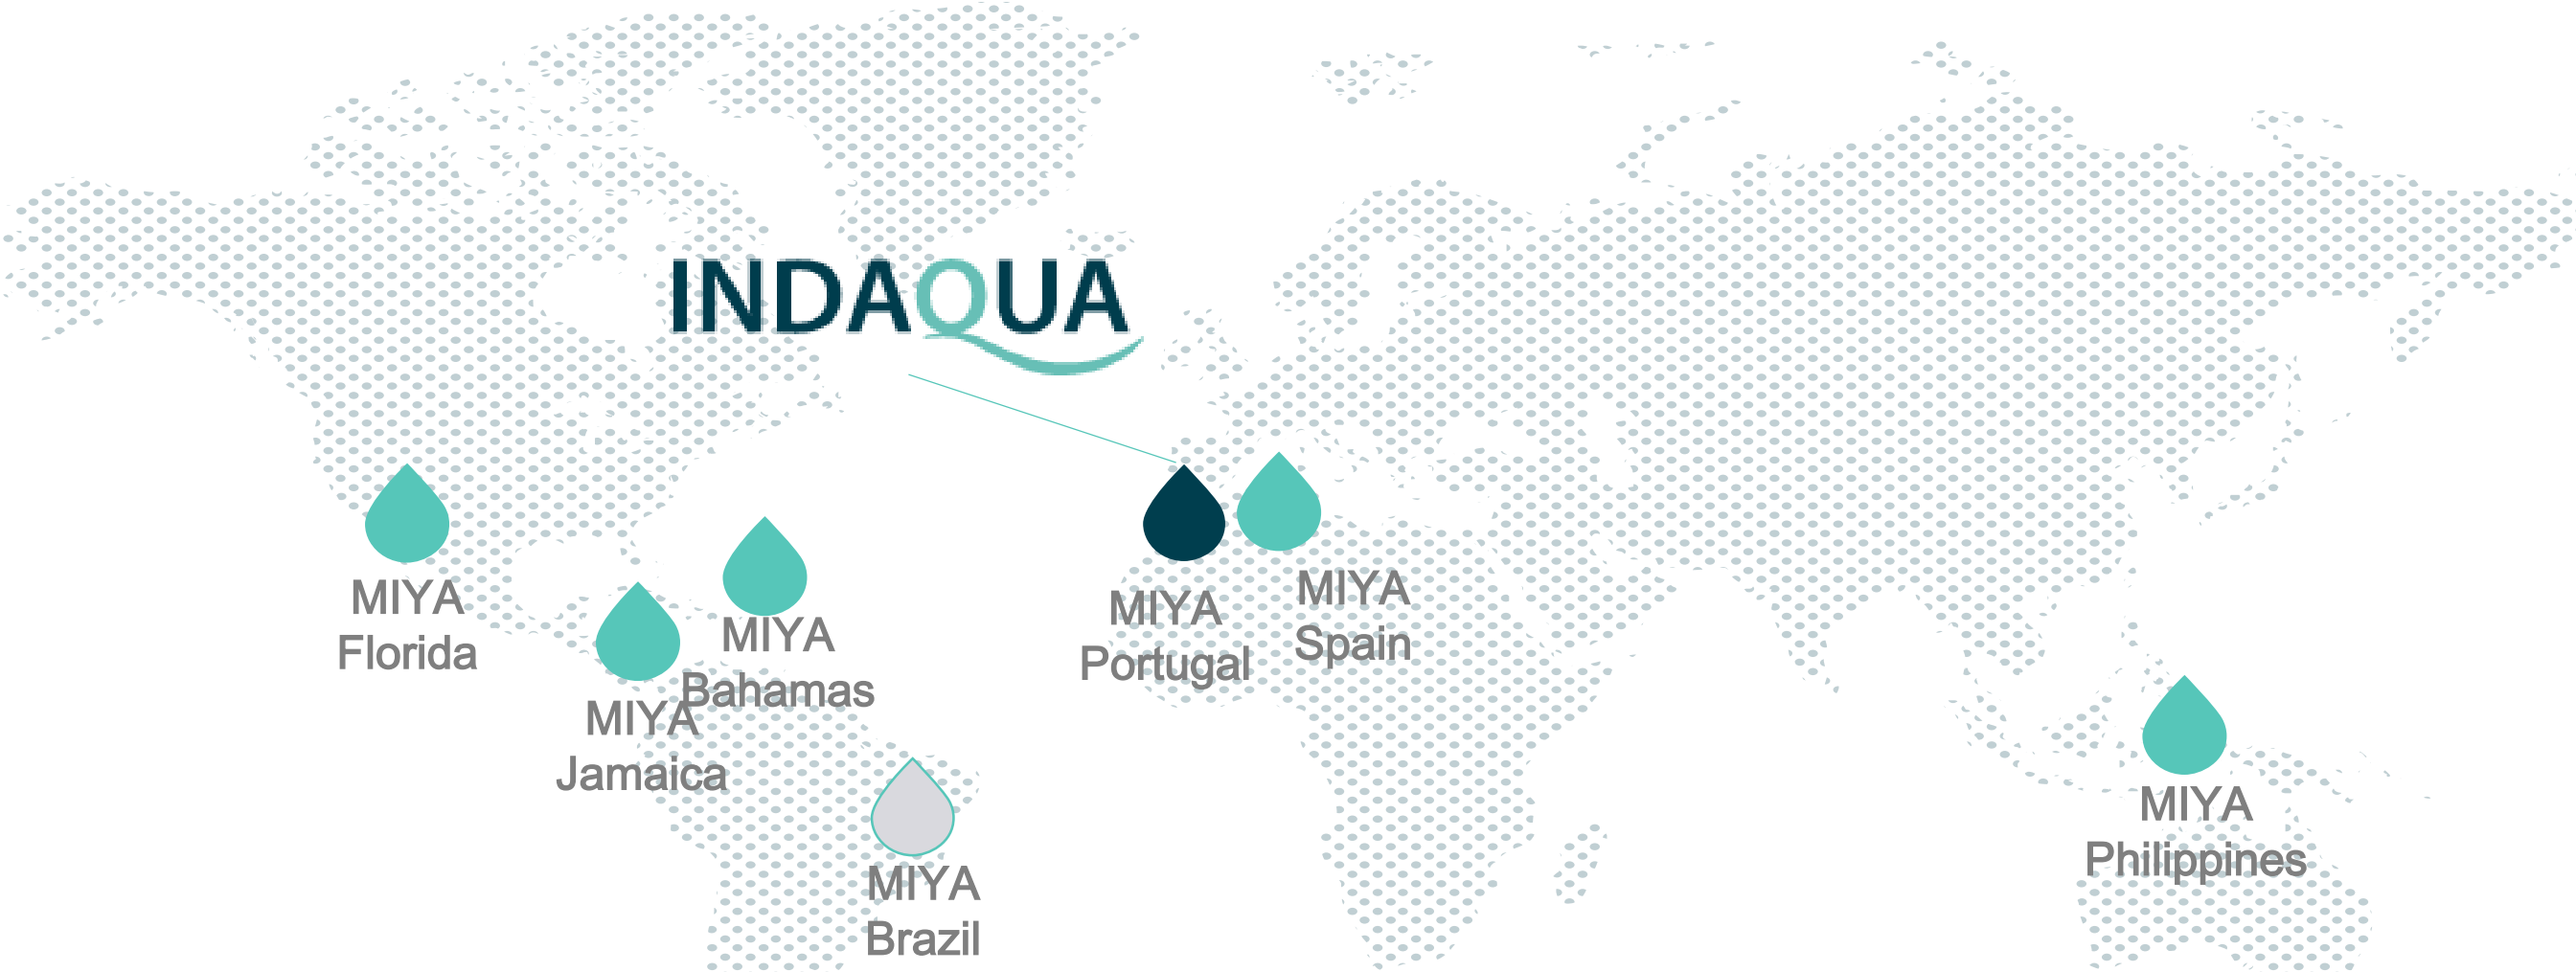 INDAQUA
MIYA
Florida
MIYA
Jamaica
MIYA
Bahamas
MIYA
Brazil
MIYA
Portugal
MIYA
Spain
MIYA
Philippines